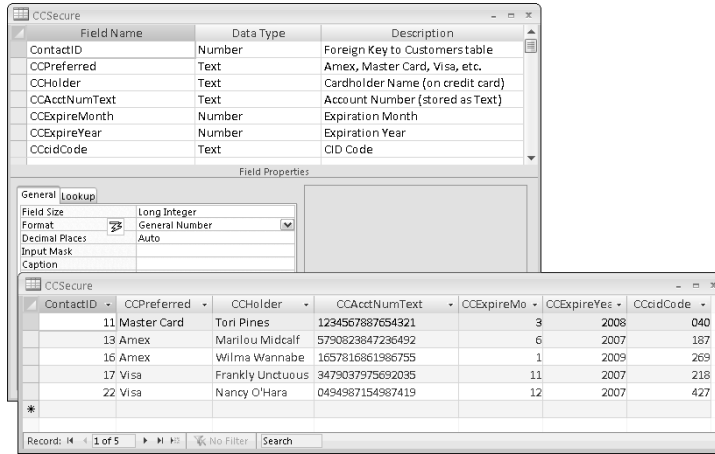 CCSecure
Field Name Data Type Description
ContactID Number Foreign Key to Customers table
CCPreferred Text Amex, Master Card, Visa, etc.
CCHolder Text Cardholder Name (on credit card)
CCAcctNumText Text Account Number (stored as Text)
CCExpireMonth Number Expiration Month
CCExpireYear Number Expiration Year
CCcidCode Text CID Code
Field Properties
General Lookup
Field Size Long Integer
Format General Number
Decimal Places Auto
Input Mask
Caption
CCSecure
ContactID CCPreferred CCHolder CCAcctNumText CCExpireMo CCExpireYea CCcidCode
11 Master Card Tori Pines 1234567887654321 3 2008 040
13 Amex Marilou Midcalf 5790823847236492 6 2007 187
16 Amex Wilma Wannabe 1657816861986755 1 2009 269
17 Visa Frankly Unctuous 3479037975692035 11 2007 218
22 Visa Nancy O'Hara 0494987154987419 12 2007 427
Record: 1 of 5 No Filter Search